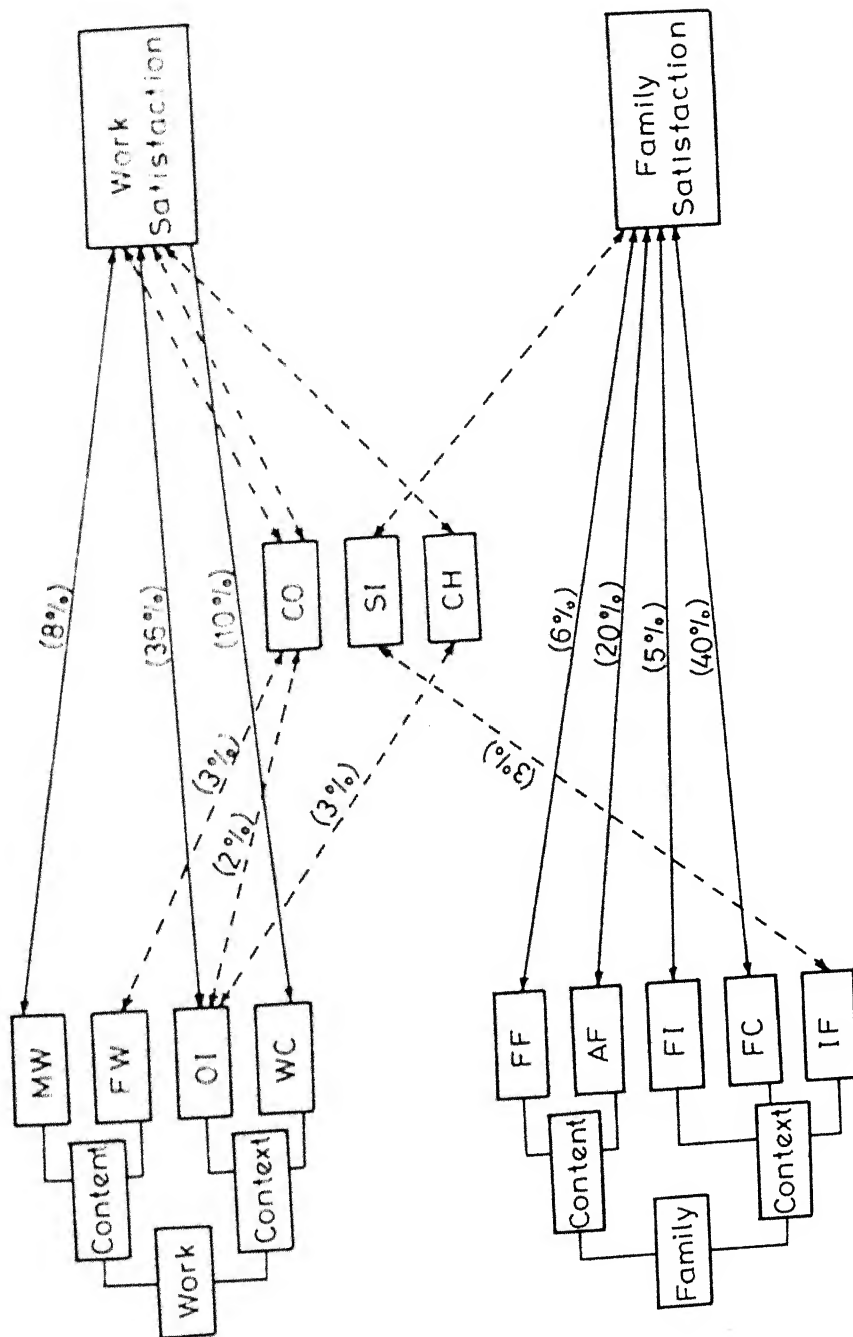 Work
Satisfaction
(8%)
(36%)
(10%)
MW
FW
OI
WC
Content
Context
Work
(3%)
(2%)
(3%)
(3%)
CO
SI
CH
Family
Satisfaction
(6%)
(20%)
(5%)
(40%)
FF
AF
FI
FC
IF
Content
Context
Family